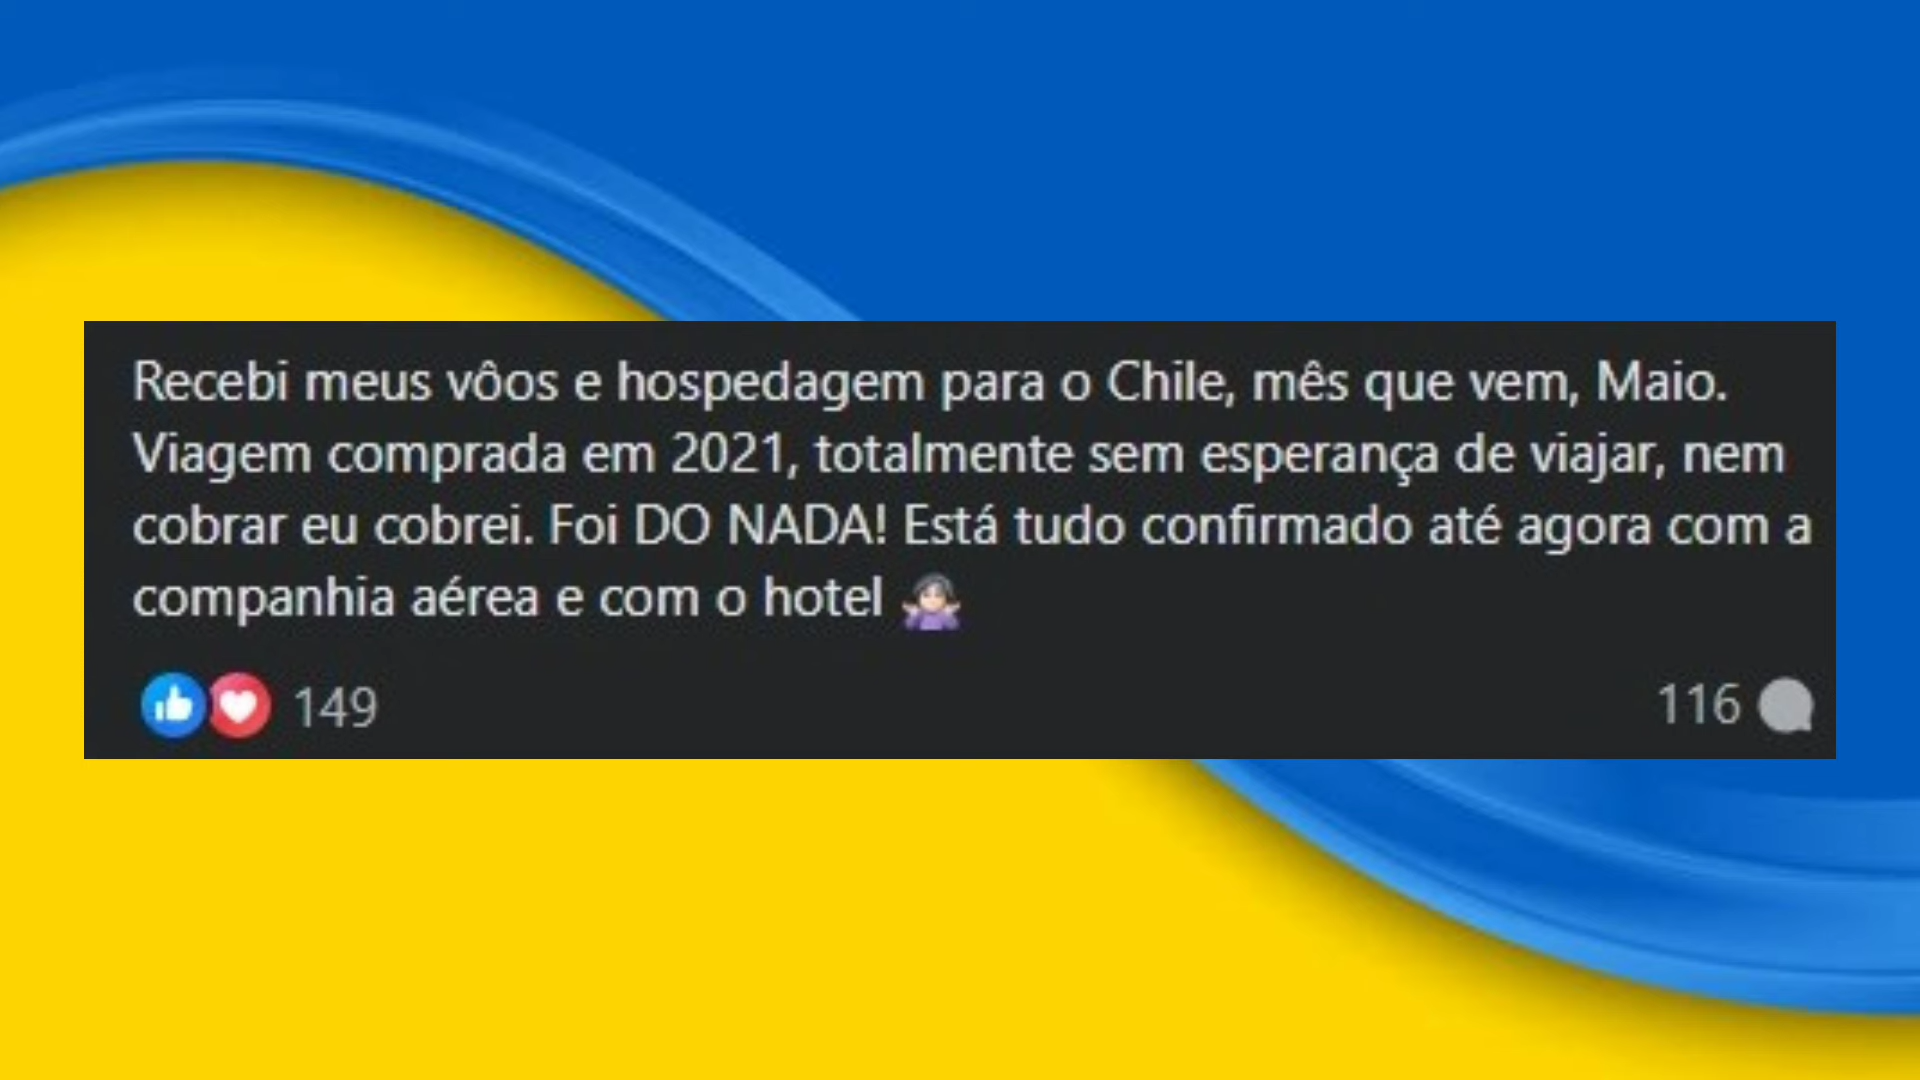 Recebi meus vôos e hospedagem para o Chile, mês que vem, Maio.
Viagem comprada em 2021, totalmente sem esperança de viajar, nem
cobrar eu cobrei. Foi DO NADA! Está tudo confirmado até agora com a
companhia aérea e com o hotel 🤷🏻‍♀️
149
116